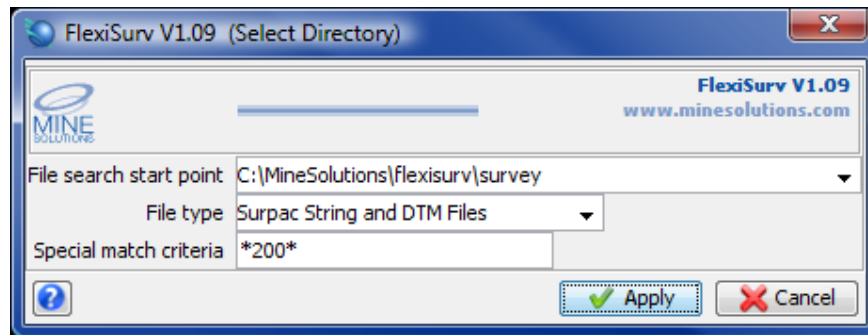 FlexiSurv V1.09 (Select Directory)
FlexiSurv V1.09
www.minesolutions.com
MINE
SOLUTIONS
File search start point C:\MineSolutions\flexisurv\survey
File type Surpac String and DTM Files
Special match criteria *200*
Apply Cancel